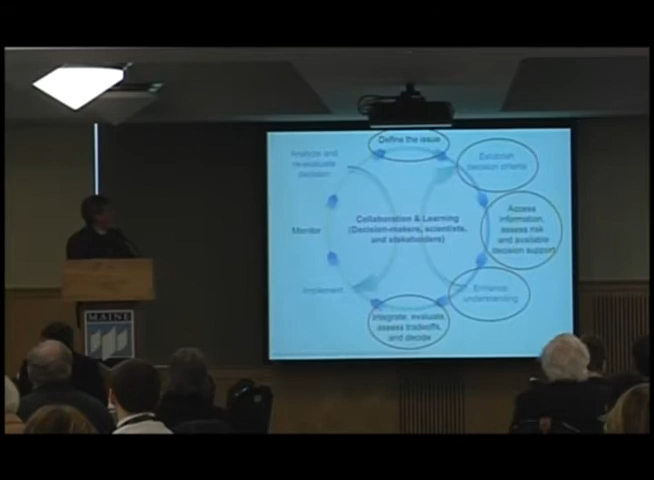 Define the issue
Establish
decision criteria
Access
information,
assess risk
and available
decision support
Enhance
understanding
Integrate, evaluate,
assess tradeoffs,
and decide
Implement
Monitor
Analyze and
re-evaluate
decision
Collaboration & Learning
(Decision-makers, scientists,
and stakeholders)
MAINE